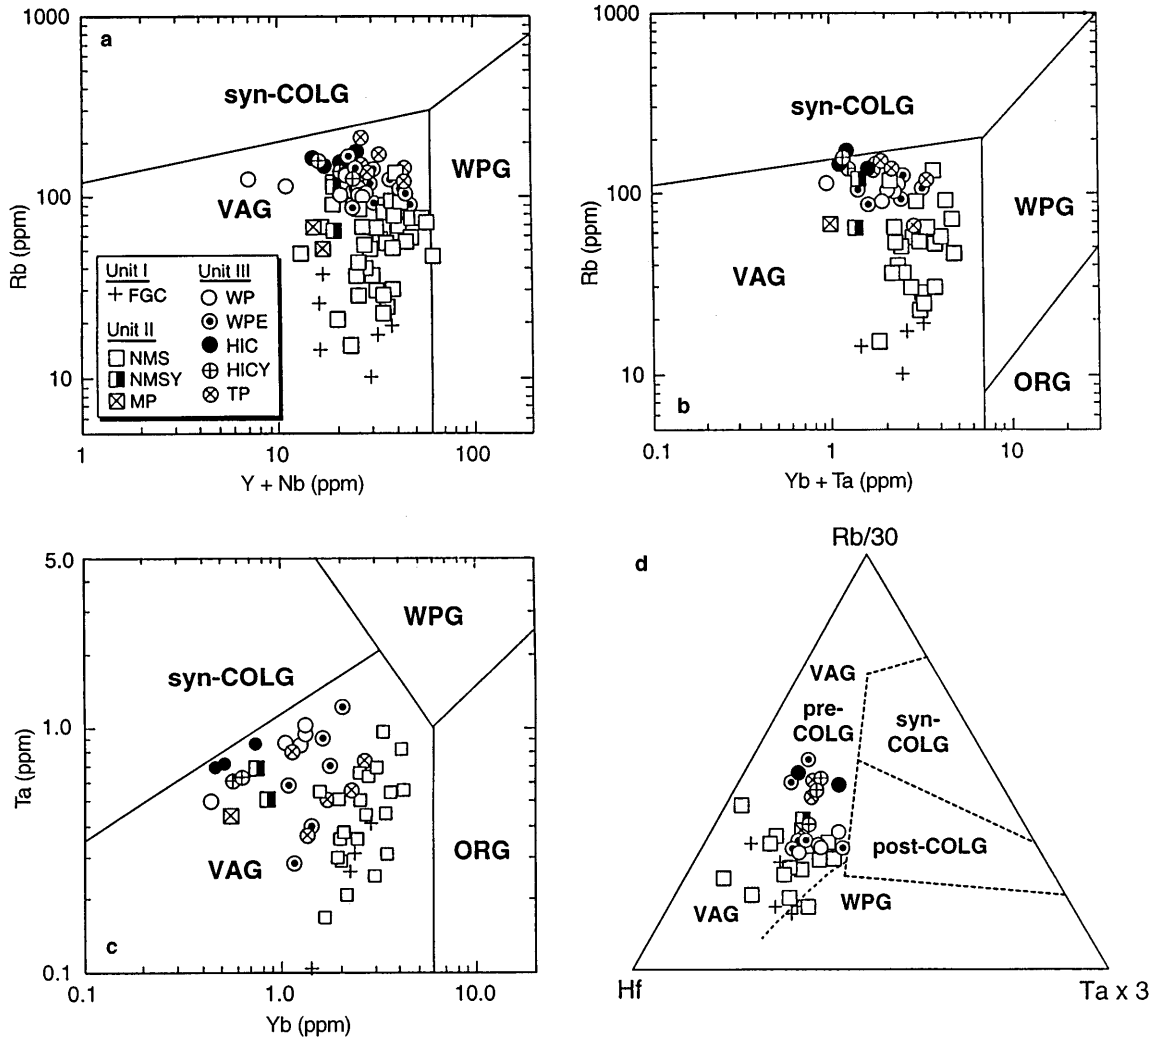 a
1000
100
10
Rb (ppm)
syn-COLG
VAG
WPG
Unit I
FGC
Unit II
NMS
NMSY
MP
Unit III
WP
WPE
HIC
HICY
TP
1 10 100
Y + Nb (ppm)
1000
100
10
Rb (ppm)
syn-COLG
WPG
VAG
ORG
b
0.1 1 10
Yb + Ta (ppm)
5.0
1.0
0.1
Ta (ppm)
WPG
syn-COLG
VAG
ORG
c
0.1 1.0 10.0
Yb (ppm)
d
Rb/30
VAG
pre-
COLG
syn-
COLG
post-COLG
VAG
WPG
Hf
Ta x 3